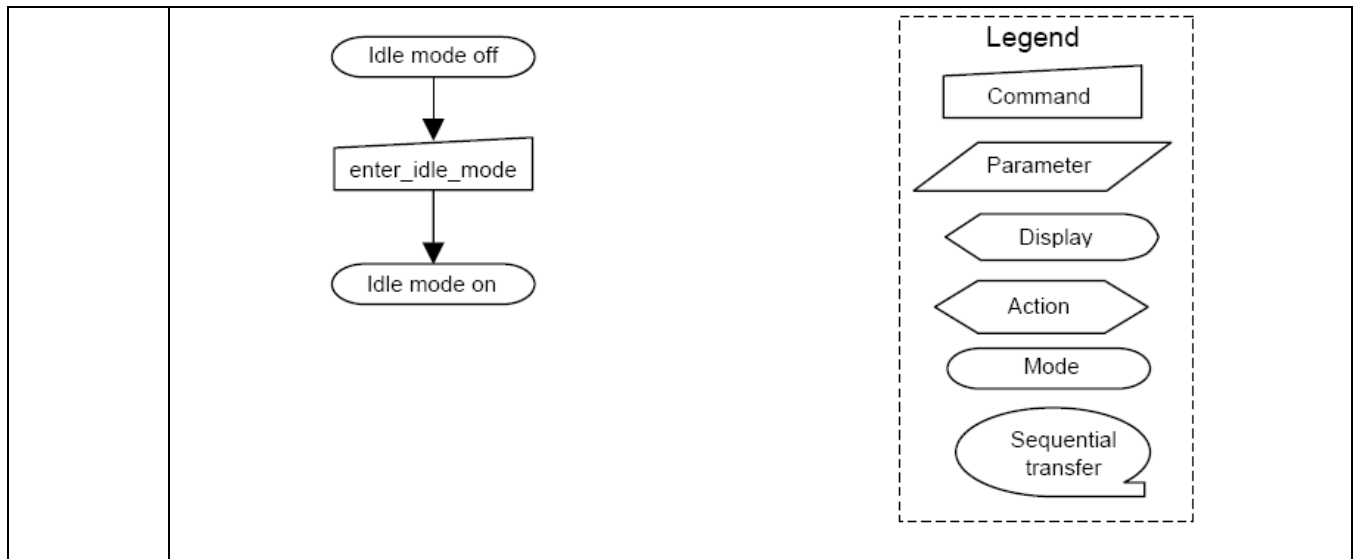 Idle mode off
enter_idle_mode
Idle mode on
Legend
Command
Parameter
Display
Action
Mode
Sequential
transfer